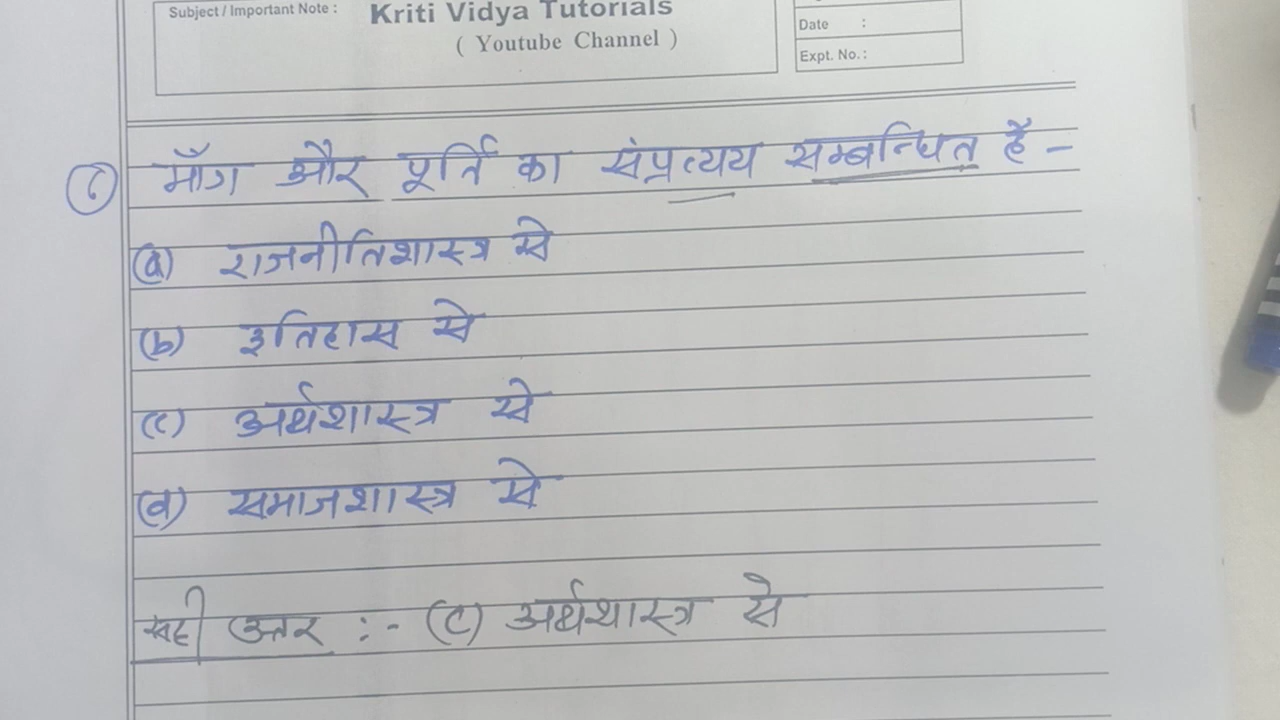 Subject / Important Note :
Kriti Vidya Tutorials
( Youtube Channel )
Date :
Expt. No. :
माँग और पूर्ति का संप्रत्यय सम्बन्धित है -
(a) राजनीतिशास्त्र से
(b) इतिहास से
(c) अर्थशास्त्र से
(d) समाजशास्त्र से
सही उत्तर :- (c) अर्थशास्त्र से